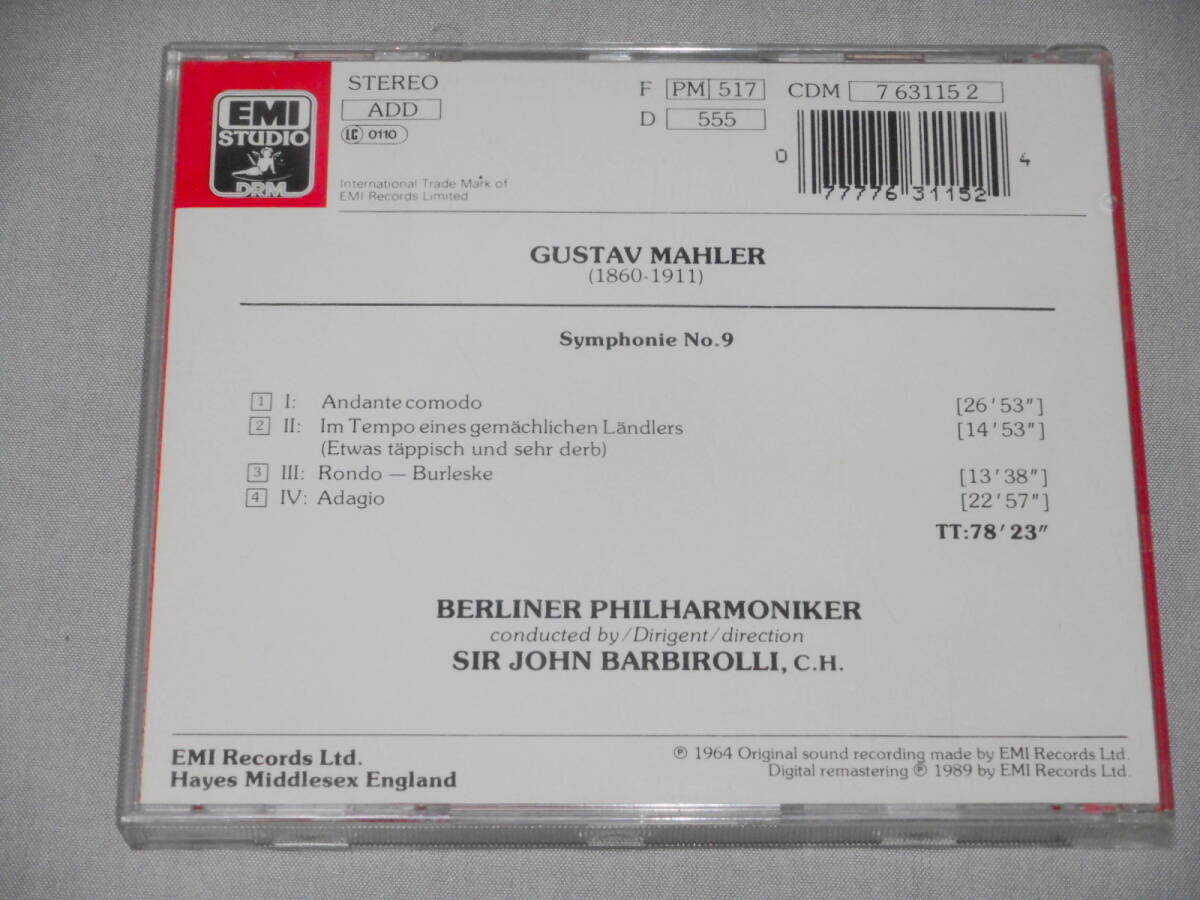 EMI
STUDIO
DRM
STEREO
ADD
LC 0110
International Trade Mark of
EMI Records Limited
F PM 517 CDM 7 63115 2
D 555
0 77776 31152 4
GUSTAV MAHLER
(1860-1911)
Symphonie No.9
1 I: Andante comodo [26'53"]
2 II: Im Tempo eines gemächlichen Ländlers [14'53"]
(Etwas täppisch und sehr derb)
3 III: Rondo — Burleske [13'38"]
4 IV: Adagio [22'57"]
TT:78'23"
BERLINER PHILHARMONIKER
conducted by/Dirigent/direction
SIR JOHN BARBIROLLI, C.H.
EMI Records Ltd.
Hayes Middlesex England
℗ 1964 Original sound recording made by EMI Records Ltd.
Digital remastering ℗ 1989 by EMI Records Ltd.